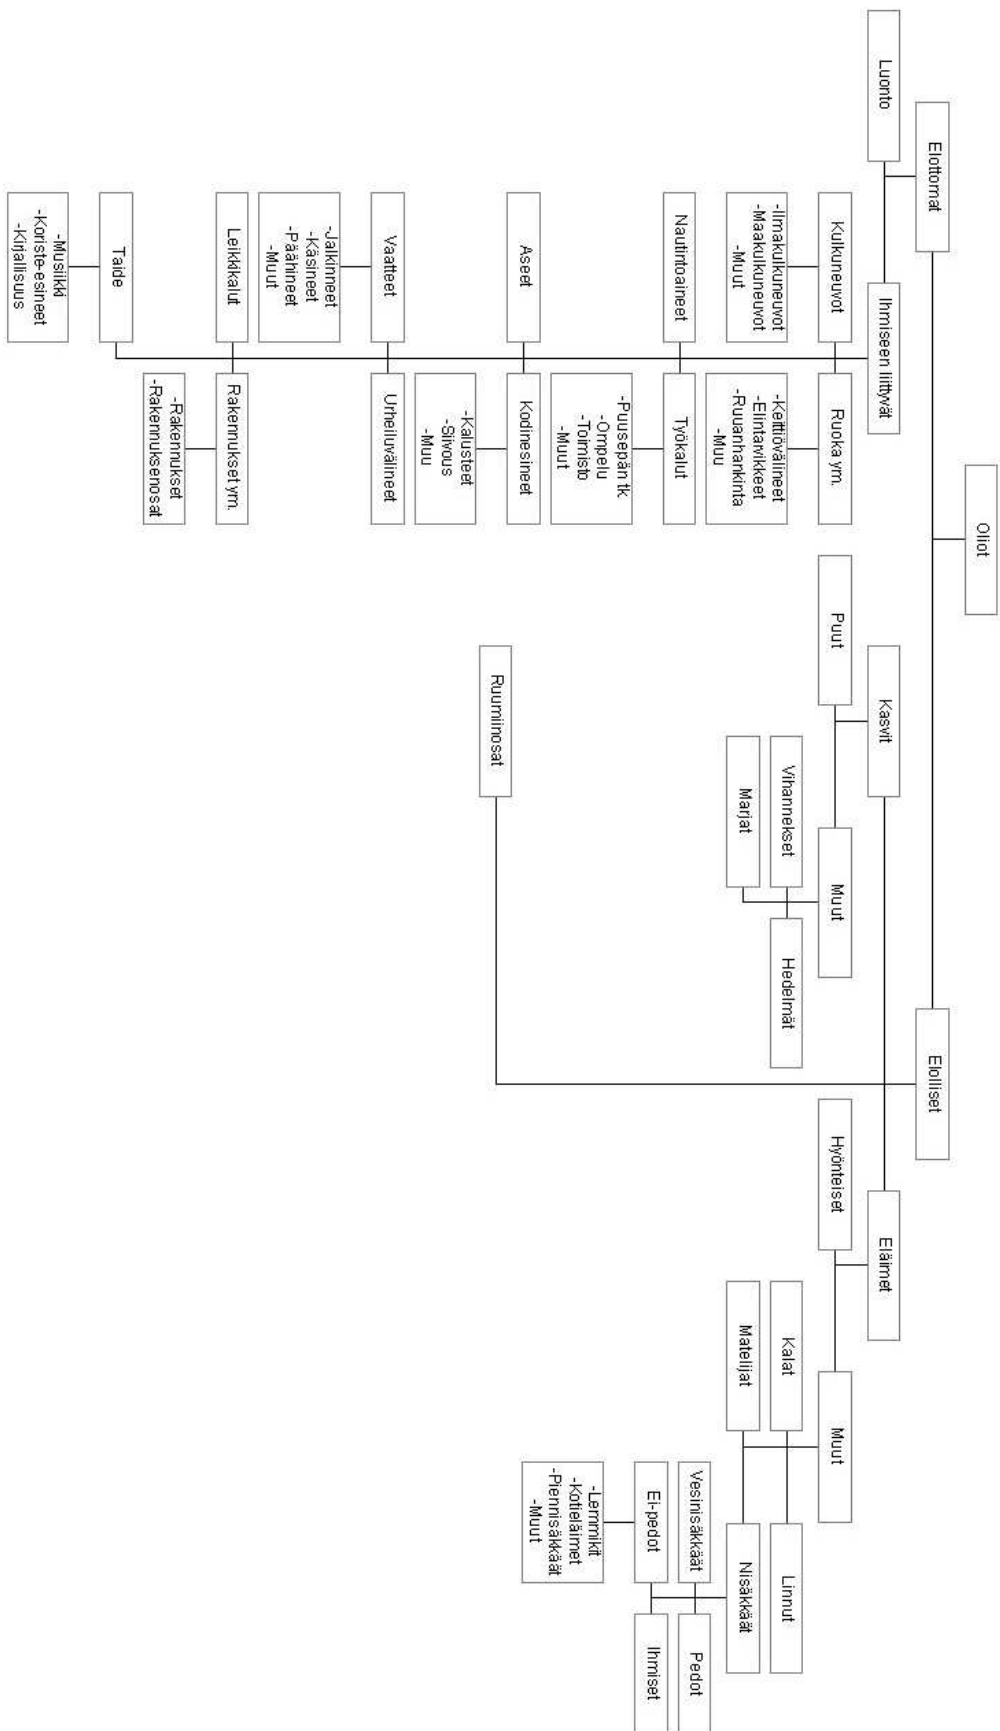 Oliot
Elottomat
Elolliset
Luonto
Ihmiseen liittyvät
Kasvit
Eläimet
Kulkuneuvot
Ruoka ym.
Puut
Muut
Hyönteiset
Muut
-Ilmakulkuneuvot
-Maakulkuneuvot
-Muut
-Keittiövälineet
-Elintarvikkeet
-Ruuanhankinta
-Muu
Vihannekset
Hedelmät
Kalat
Linnut
Marjat
Matelijat
Nisäkkäät
Nautintoaineet
Työkalut
Vesinisäkkäät
Pedot
-Puusepän tk.
-Ompelu
-Toimisto
-Muut
Ei-pedot
Ihmiset
Aseet
Kodinesineet
Ruumiinosat
-Lemmikit
-Kotieläimet
-Piennisäkkäät
-Muut
-Kalusteet
-Siivous
-Muu
Vaatteet
Urheiluvälineet
-Jalkinneet
-Käsineet
-Päähineet
-Muut
Leikkikalut
Rakennukset ym.
-Rakennukset
-Rakennuksenosat
Taide
-Musiikki
-Koriste-esineet
-Kirjallisuus